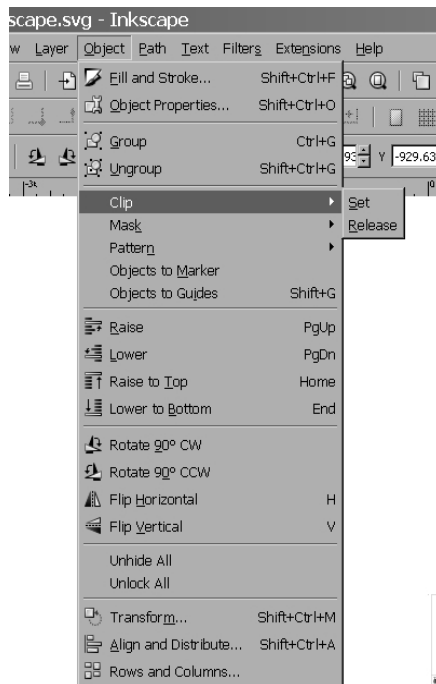 scape.svg - Inkscape
w Layer Object Path Text Filters Extensions Help
Fill and Stroke... Shift+Ctrl+F
Object Properties... Shift+Ctrl+O
Group Ctrl+G
Ungroup Shift+Ctrl+G
93 Y -929.63
Clip Set
Mask Release
Pattern
Objects to Marker
Objects to Guides Shift+G
Raise PgUp
Lower PgDn
Raise to Top Home
Lower to Bottom End
Rotate 90º CW
Rotate 90º CCW
Flip Horizontal H
Flip Vertical V
Unhide All
Unlock All
Transform... Shift+Ctrl+M
Align and Distribute... Shift+Ctrl+A
Rows and Columns...